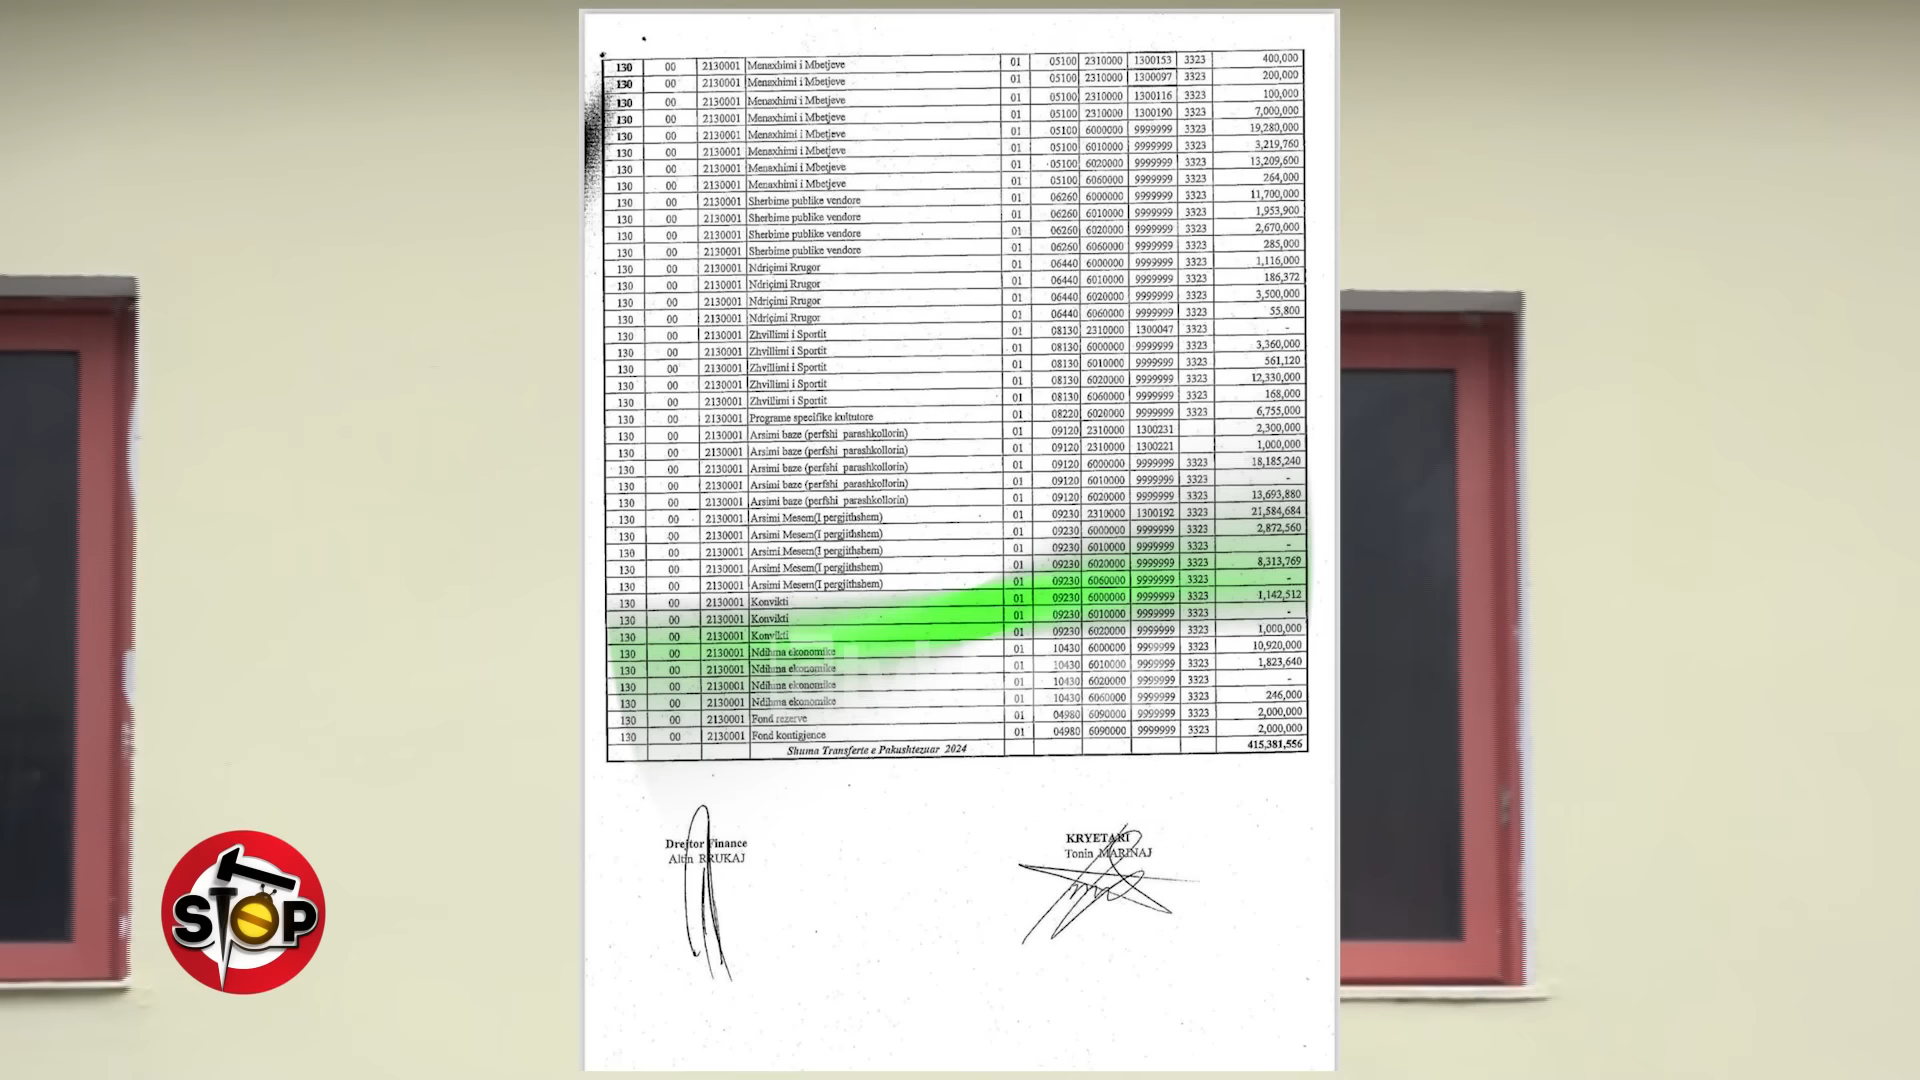 130 00 2130001 Menaxhimi i Mbetjeve 01 05100 2310000 1300153 3323 400,000
130 00 2130001 Menaxhimi i Mbetjeve 01 05100 2310000 1300097 3323 200,000
130 00 2130001 Menaxhimi i Mbetjeve 01 05100 2310000 1300116 3323 100,000
130 00 2130001 Menaxhimi i Mbetjeve 01 05100 2310000 1300190 3323 7,000,000
130 00 2130001 Menaxhimi i Mbetjeve 01 05100 6000000 9999999 3323 19,280,000
130 00 2130001 Menaxhimi i Mbetjeve 01 05100 6010000 9999999 3323 3,219,760
130 00 2130001 Menaxhimi i Mbetjeve 01 05100 6020000 9999999 3323 13,209,600
130 00 2130001 Menaxhimi i Mbetjeve 01 05100 6060000 9999999 3323 264,000
130 00 2130001 Sherbime publike vendore 01 06260 6000000 9999999 3323 11,700,000
130 00 2130001 Sherbime publike vendore 01 06260 6010000 9999999 3323 1,953,900
130 00 2130001 Sherbime publike vendore 01 06260 6020000 9999999 3323 2,670,000
130 00 2130001 Sherbime publike vendore 01 06260 6060000 9999999 3323 285,000
130 00 2130001 Ndriçimi Rrugor 01 06440 6000000 9999999 3323 1,116,000
130 00 2130001 Ndriçimi Rrugor 01 06440 6010000 9999999 3323 186,372
130 00 2130001 Ndriçimi Rrugor 01 06440 6020000 9999999 3323 3,500,000
130 00 2130001 Ndriçimi Rrugor 01 06440 6060000 9999999 3323 55,800
130 00 2130001 Zhvillimi i Sportit 01 08130 2310000 1300047 3323 -
130 00 2130001 Zhvillimi i Sportit 01 08130 6000000 9999999 3323 3,360,000
130 00 2130001 Zhvillimi i Sportit 01 08130 6010000 9999999 3323 561,120
130 00 2130001 Zhvillimi i Sportit 01 08130 6020000 9999999 3323 12,330,000
130 00 2130001 Zhvillimi i Sportit 01 08130 6060000 9999999 3323 168,000
130 00 2130001 Programe specifike kultutore 01 08220 6020000 9999999 3323 6,755,000
130 00 2130001 Arsimi baze (perfshi parashkollorin) 01 09120 2310000 1300231 2,300,000
130 00 2130001 Arsimi baze (perfshi parashkollorin) 01 09120 2310000 1300221 1,000,000
130 00 2130001 Arsimi baze (perfshi parashkollorin) 01 09120 6000000 9999999 3323 18,185,240
130 00 2130001 Arsimi baze (perfshi parashkollorin) 01 09120 6010000 9999999 3323 -
130 00 2130001 Arsimi baze (perfshi parashkollorin) 01 09120 6020000 9999999 3323 13,693,880
130 00 2130001 Arsimi Mesem(I pergjithshem) 01 09230 2310000 1300192 3323 21,584,684
130 00 2130001 Arsimi Mesem(I pergjithshem) 01 09230 6000000 9999999 3323 2,872,560
130 00 2130001 Arsimi Mesem(I pergjithshem) 01 09230 6010000 9999999 3323 -
130 00 2130001 Arsimi Mesem(I pergjithshem) 01 09230 6020000 9999999 3323 8,313,769
130 00 2130001 Arsimi Mesem(I pergjithshem) 01 09230 6060000 9999999 3323 -
130 00 2130001 Konvikti 01 09230 6000000 9999999 3323 1,142,512
130 00 2130001 Konvikti 01 09230 6010000 9999999 3323 -
130 00 2130001 Konvikti 01 09230 6020000 9999999 3323 1,000,000
130 00 2130001 Ndihma ekonomike 01 10430 6000000 9999999 3323 10,920,000
130 00 2130001 Ndihma ekonomike 01 10430 6010000 9999999 3323 1,823,640
130 00 2130001 Ndihma ekonomike 01 10430 6020000 9999999 3323 -
130 00 2130001 Ndihma ekonomike 01 10430 6060000 9999999 3323 246,000
130 00 2130001 Fond rezerve 01 04980 6090000 9999999 3323 2,000,000
130 00 2130001 Fond kontigjence 01 04980 6090000 9999999 3323 2,000,000
Shuma Transferte e Pakushtezuar 2024 415,381,556
Drejtor Finance
Altin RRUKAJ
KRYETARI
Tonin MARINAJ
STOP